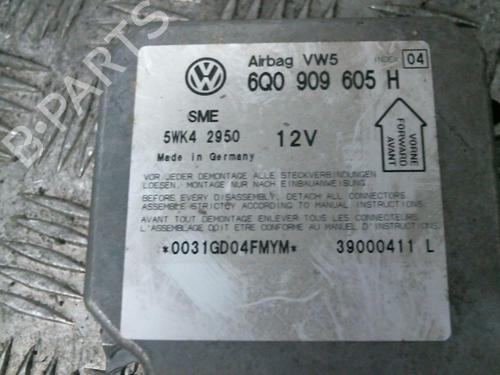 Airbag VW5 INDEX 04
6Q0 909 605 H
SME
5WK4 2950 12V
Made in Germany
VORNE
FORWARD
AVANT
VOR JEDER DEMONTAGE ALLE STECKVERBINDUNGEN
LOESEN. MONTAGE NUR NACH EINBAUANWEISUNG.
BEFORE EVERY DEMOUNTING, DETACH ALL CONNECTORS
ASSEMBLE STRICTLY ACCORDING TO MANUAL INSTRUCTIONS.
AVANT TOUT DEMONTAGE ENLEVER TOUS LES CONNECTEURS.
L'ASSEMBLAGE DOIT ETRE CONFORME AU MANUEL D'INSTRUCTIONS.
*0031GD04FMYM* 39000411 L
B-PARTS